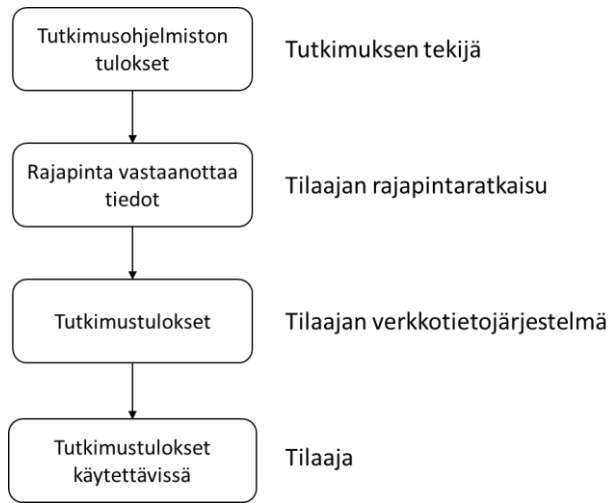 Tutkimusohjelmiston
tulokset
Tutkimuksen tekijä
Rajapinta vastaanottaa
tiedot
Tilaajan rajapintaratkaisu
Tutkimustulokset
Tilaajan verkkotietojärjestelmä
Tutkimustulokset
käytettävissä
Tilaaja